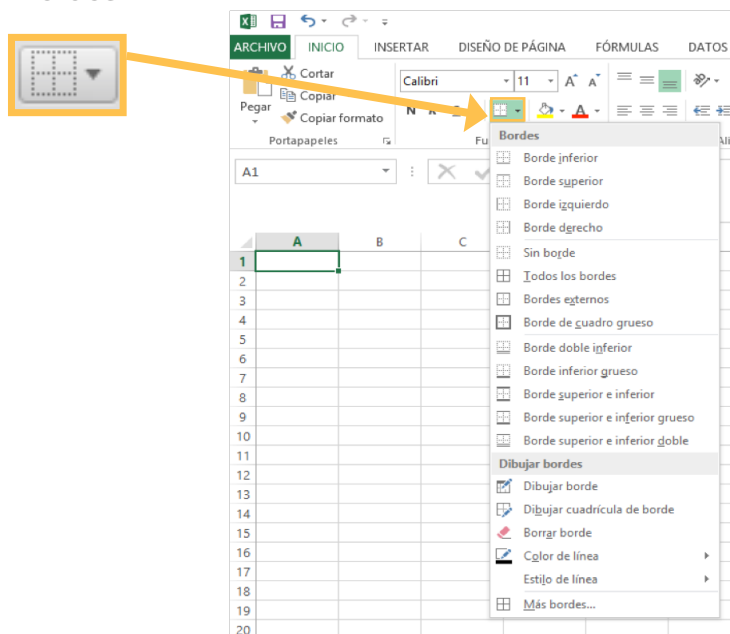 ARCHIVO INICIO INSERTAR DISEÑO DE PÁGINA FÓRMULAS DATOS
Cortar
Copiar
Copiar formato
Pegar
Calibri 11 A A
N K A
Portapapeles Fu Ali
A1
Bordes
Borde inferior
Borde superior
Borde izquierdo
Borde derecho
Sin borde
Todos los bordes
Bordes externos
Borde de cuadro grueso
Borde doble inferior
Borde inferior grueso
Borde superior e inferior
Borde superior e inferior grueso
Borde superior e inferior doble
Dibujar bordes
Dibujar borde
Dibujar cuadrícula de borde
Borrar borde
Color de línea
Estilo de línea
Más bordes...
A B C
1
2
3
4
5
6
7
8
9
10
11
12
13
14
15
16
17
18
19
20